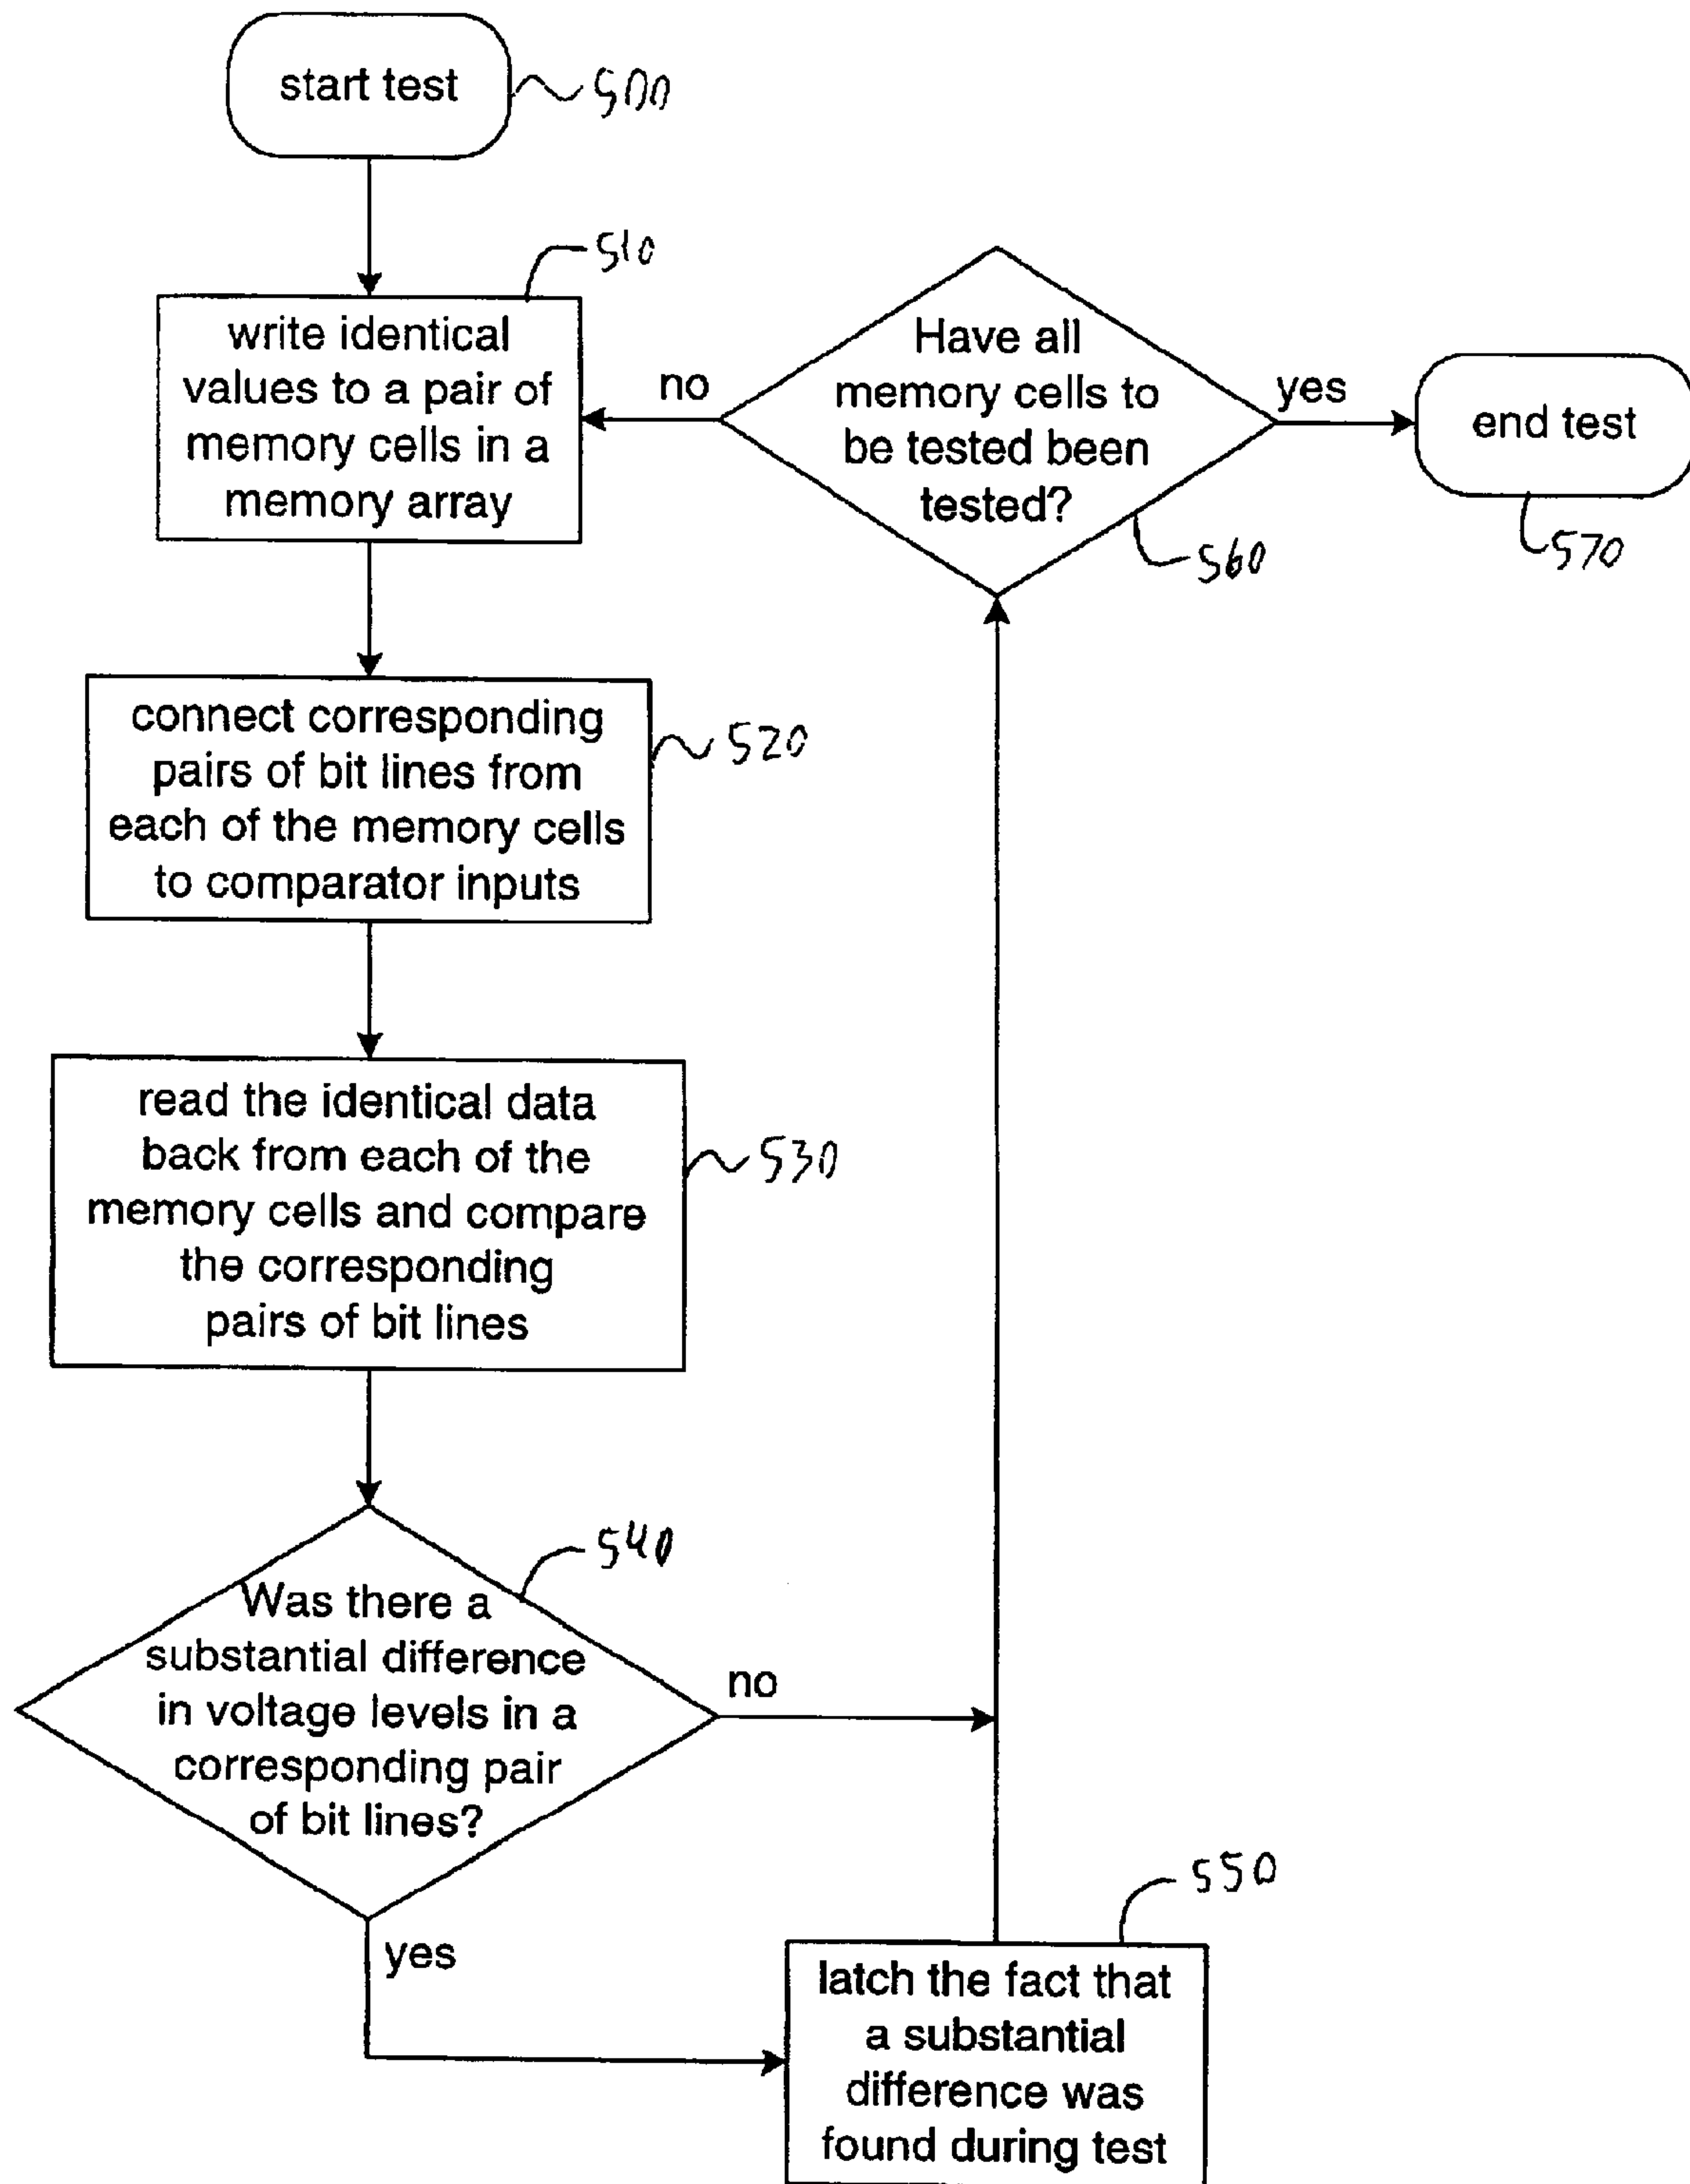 start test
500
510
write identical
values to a pair of
memory cells in a
memory array
no
Have all
memory cells to
be tested been
tested?
560
yes
end test
570
connect corresponding
pairs of bit lines from
each of the memory cells
to comparator inputs
520
read the identical data
back from each of the
memory cells and compare
the corresponding
pairs of bit lines
530
540
Was there a
substantial difference
in voltage levels in a
corresponding pair
of bit lines?
no
yes
550
latch the fact that
a substantial
difference was
found during test